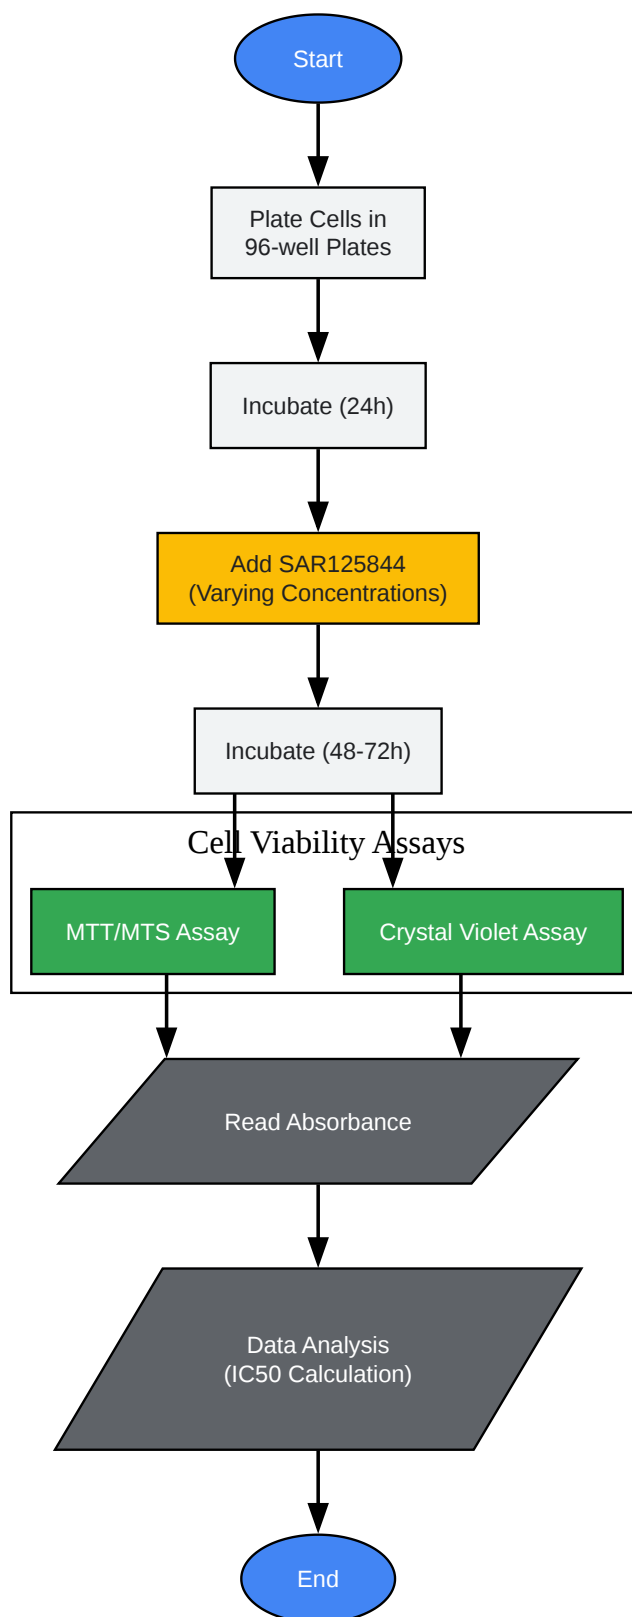 Start
Plate Cells in
96-well Plates
Incubate (24h)
Add SAR125844
(Varying Concentrations)
Incubate (48-72h)
Cell Viability Assays
MTT/MTS Assay
Crystal Violet Assay
Read Absorbance
Data Analysis
(IC50 Calculation)
End